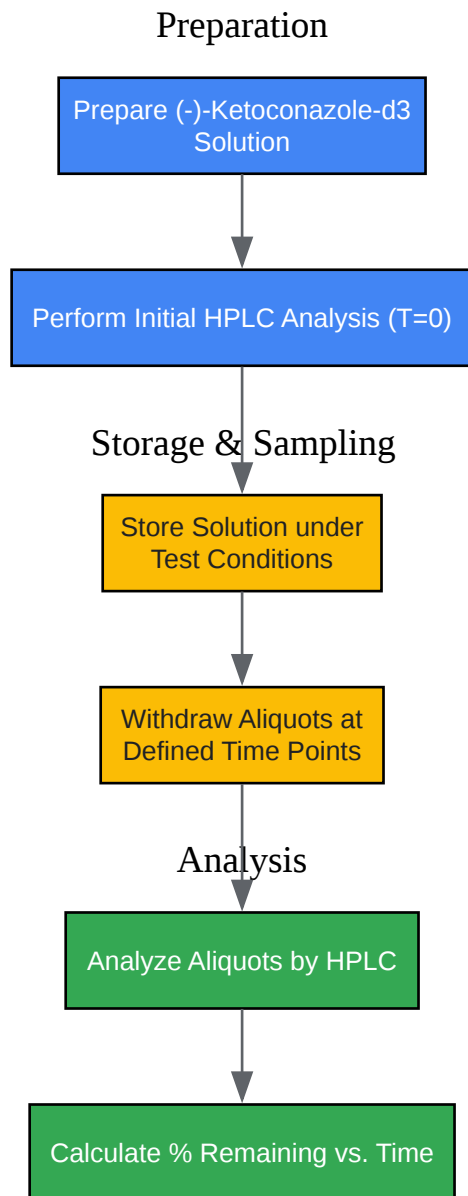 Preparation
Prepare (-)-Ketoconazole-d3
Solution
Perform Initial HPLC Analysis (T=0)
Storage & Sampling
Store Solution under
Test Conditions
Withdraw Aliquots at
Defined Time Points
Analysis
Analyze Aliquots by HPLC
Calculate % Remaining vs. Time